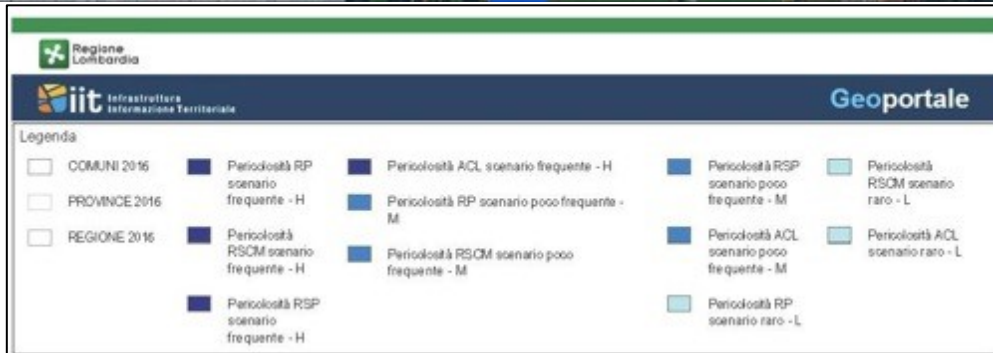 Regione
Lombardia
iit Infrastruttura
Informazione Territoriale
Geoportale
Legenda
COMUNI 2016
PROVINCE 2016
REGIONE 2016
Pericolosità RP
scenario
frequente - H
Pericolosità
RSCM scenario
frequente - H
Pericolosità RSP
scenario
frequente - H
Pericolosità ACL scenario frequente - H
Pericolosità RP scenario poco frequente -
M
Pericolosità RSCM scenario poco
frequente - M
Pericolosità RSP
scenario poco
frequente - M
Pericolosità ACL
scenario poco
frequente - M
Pericolosità RP
scenario raro - L
Pericolosità
RSCM scenario
raro - L
Pericolosità ACL
scenario raro - L